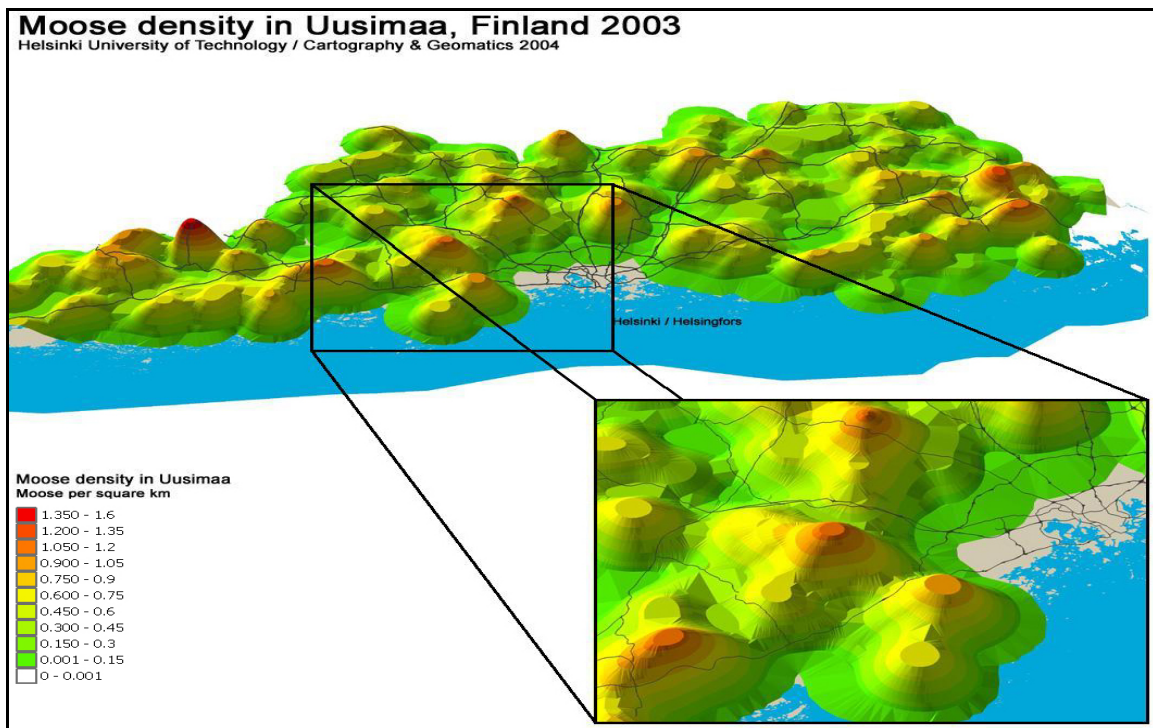 Moose density in Uusimaa, Finland 2003
Helsinki University of Technology / Cartography & Geomatics 2004
Helsinki / Helsingfors
Moose density in Uusimaa
Moose per square km
1.350 - 1.6
1.200 - 1.35
1.050 - 1.2
0.900 - 1.05
0.750 - 0.9
0.600 - 0.75
0.450 - 0.6
0.300 - 0.45
0.150 - 0.3
0.001 - 0.15
0 - 0.001